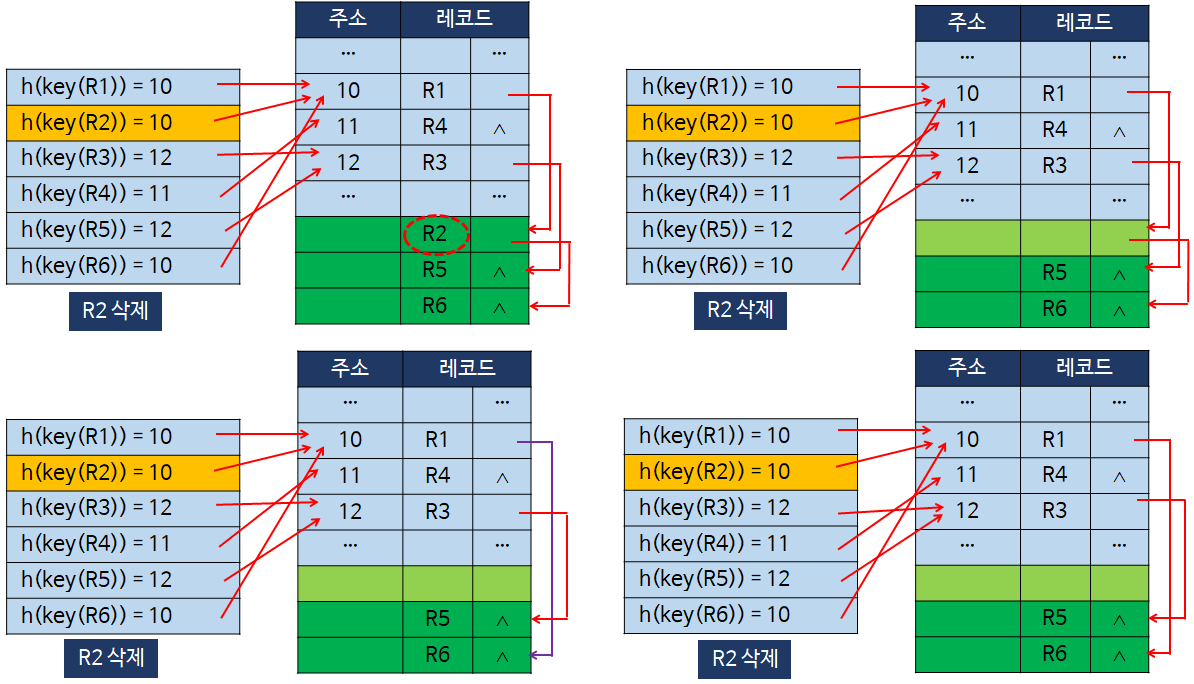 주소 레코드
... ...
h(key(R1)) = 10
h(key(R2)) = 10
h(key(R3)) = 12
h(key(R4)) = 11
h(key(R5)) = 12
h(key(R6)) = 10
10 R1
11 R4 ∧
12 R3
... ...
R2
R5 ∧
R6 ∧
R2 삭제
주소 레코드
... ...
h(key(R1)) = 10
h(key(R2)) = 10
h(key(R3)) = 12
h(key(R4)) = 11
h(key(R5)) = 12
h(key(R6)) = 10
10 R1
11 R4 ∧
12 R3
... ...
R5 ∧
R6 ∧
R2 삭제
주소 레코드
... ...
h(key(R1)) = 10
h(key(R2)) = 10
h(key(R3)) = 12
h(key(R4)) = 11
h(key(R5)) = 12
h(key(R6)) = 10
10 R1
11 R4 ∧
12 R3
... ...
R5 ∧
R6 ∧
R2 삭제
주소 레코드
... ...
h(key(R1)) = 10
h(key(R2)) = 10
h(key(R3)) = 12
h(key(R4)) = 11
h(key(R5)) = 12
h(key(R6)) = 10
10 R1
11 R4 ∧
12 R3
... ...
R5 ∧
R6 ∧
R2 삭제